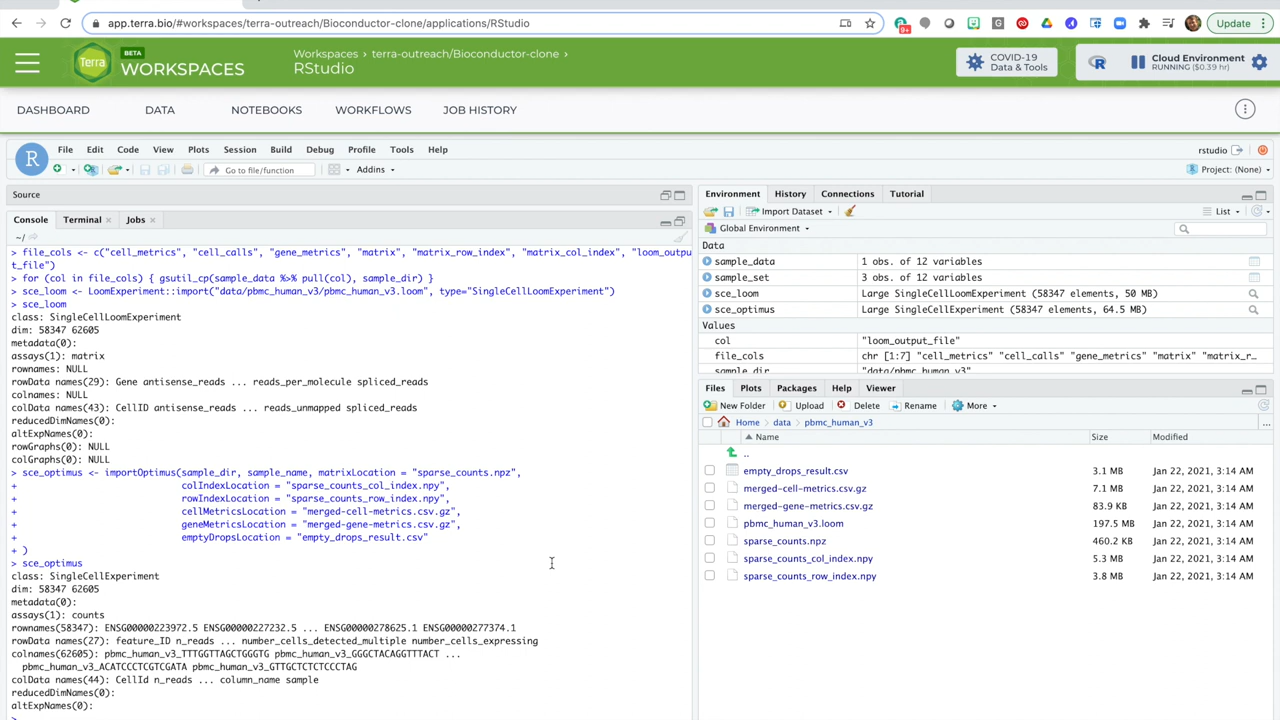 app.terra.bio/#workspaces/terra-outreach/Bioconductor-clone/applications/RStudio
9+
Update
Terra
BETA
WORKSPACES
Workspaces › terra-outreach/Bioconductor-clone ›
RStudio
COVID-19
Data & Tools
Cloud Environment
RUNNING ($0.39 hr)
DASHBOARD DATA NOTEBOOKS WORKFLOWS JOB HISTORY
R
File Edit Code View Plots Session Build Debug Profile Tools Help
rstudio
Go to file/function
Addins
Project: (None)
Source
Console Terminal Jobs
~/
> file_cols <- c("cell_metrics", "cell_calls", "gene_metrics", "matrix", "matrix_row_index", "matrix_col_index", "loom_outpu
t_file")
> for (col in file_cols) { gsutil_cp(sample_data %>% pull(col), sample_dir) }
> sce_loom <- LoomExperiment::import("data/pbmc_human_v3/pbmc_human_v3.loom", type="SingleCellLoomExperiment")
> sce_loom
class: SingleCellLoomExperiment
dim: 58347 62605
metadata(0):
assays(1): matrix
rownames: NULL
rowData names(29): Gene antisense_reads ... reads_per_molecule spliced_reads
colnames: NULL
colData names(43): CellID antisense_reads ... reads_unmapped spliced_reads
reducedDimNames(0):
altExpNames(0):
rowGraphs(0): NULL
colGraphs(0): NULL
> sce_optimus <- importOptimus(sample_dir, sample_name, matrixLocation = "sparse_counts.npz",
+ colIndexLocation = "sparse_counts_col_index.npy",
+ rowIndexLocation = "sparse_counts_row_index.npy",
+ cellMetricsLocation = "merged-cell-metrics.csv.gz",
+ geneMetricsLocation = "merged-gene-metrics.csv.gz",
+ emptyDropsLocation = "empty_drops_result.csv"
+ )
> sce_optimus
class: SingleCellExperiment
dim: 58347 62605
metadata(0):
assays(1): counts
rownames(58347): ENSG00000223972.5 ENSG00000227232.5 ... ENSG00000278625.1 ENSG00000277374.1
rowData names(27): feature_ID n_reads ... number_cells_detected_multiple number_cells_expressing
colnames(62605): pbmc_human_v3_TTTGGTTAGCTGGGTG pbmc_human_v3_GGGCTACAGGTTTACT ...
pbmc_human_v3_ACATCCCTCGTCGATA pbmc_human_v3_GTTGCTCTCTCCCTAG
colData names(44): CellId n_reads ... column_name sample
reducedDimNames(0):
altExpNames(0):
>
Environment History Connections Tutorial
Import Dataset
List
Global Environment
Data
sample_data 1 obs. of 12 variables
sample_set 3 obs. of 12 variables
sce_loom Large SingleCellLoomExperiment (58347 elements, 50 MB)
sce_optimus Large SingleCellExperiment (58347 elements, 64.5 MB)
Values
col "loom_output_file"
file_cols chr [1:7] "cell_metrics" "cell_calls" "gene_metrics" "matrix" "matrix_r…
sample_dir "data/pbmc_human_v3"
Files Plots Packages Help Viewer
New Folder Upload Delete Rename More
Home data pbmc_human_v3 ...
Name Size Modified
..
empty_drops_result.csv 3.1 MB Jan 22, 2021, 3:14 AM
merged-cell-metrics.csv.gz 7.1 MB Jan 22, 2021, 3:14 AM
merged-gene-metrics.csv.gz 83.9 KB Jan 22, 2021, 3:14 AM
pbmc_human_v3.loom 197.5 MB Jan 22, 2021, 3:14 AM
sparse_counts.npz 460.2 KB Jan 22, 2021, 3:14 AM
sparse_counts_col_index.npy 5.3 MB Jan 22, 2021, 3:14 AM
sparse_counts_row_index.npy 3.8 MB Jan 22, 2021, 3:14 AM